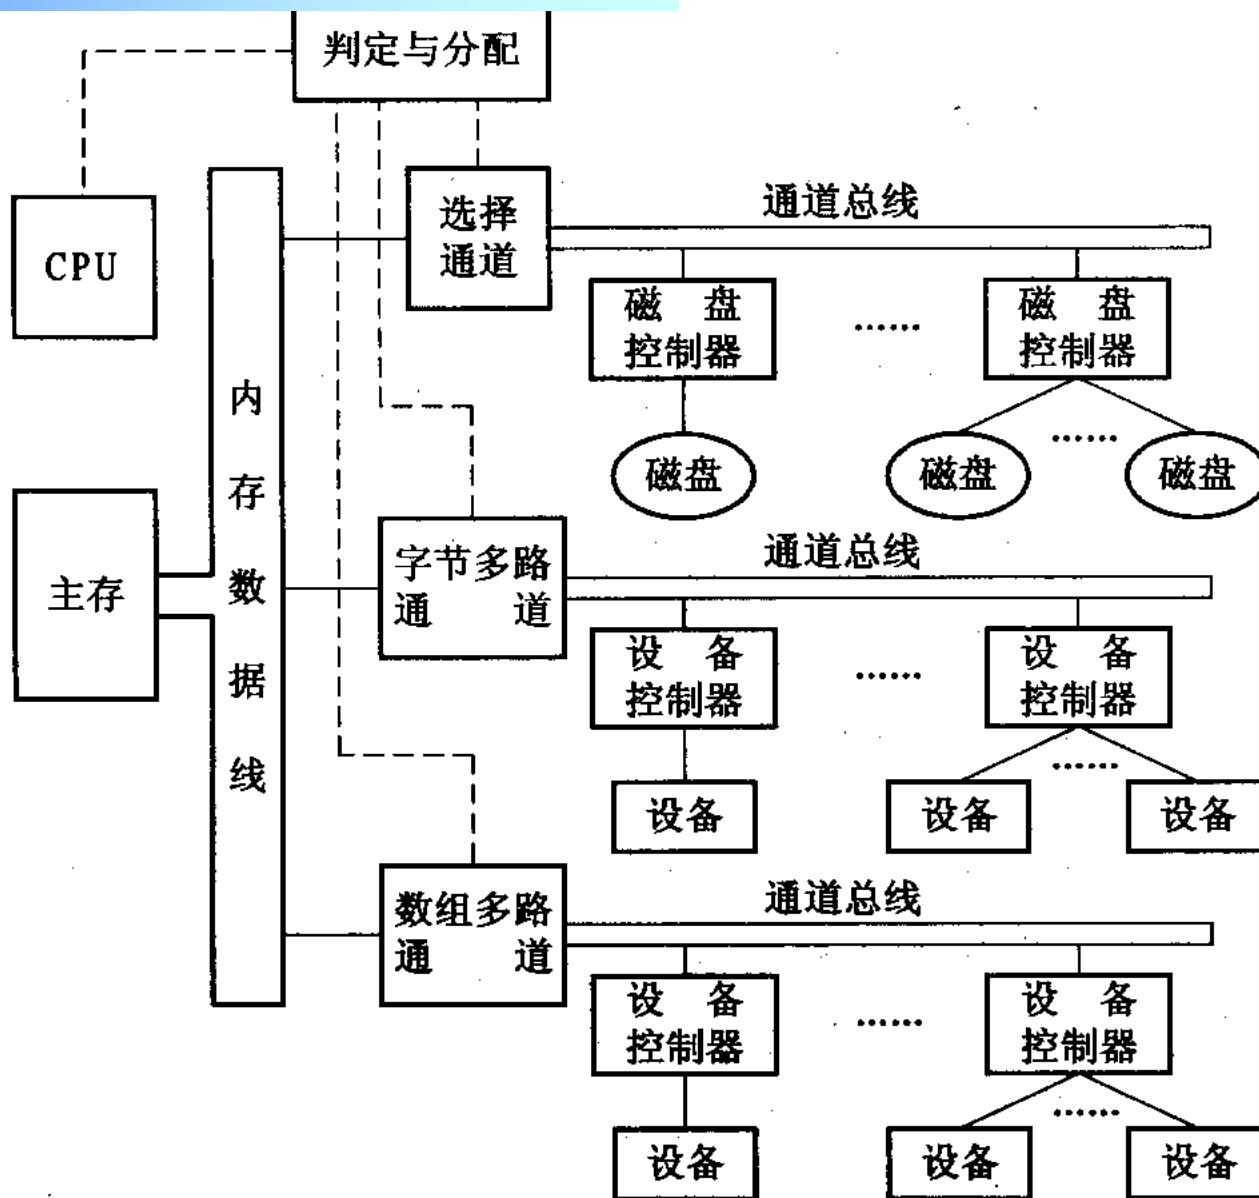 判定与分配
CPU
主存
内
存
数
据
线
选择
通道
通道总线
磁 盘
控制器
……
磁 盘
控制器
磁盘
磁盘
……
磁盘
字节多路
通 道
通道总线
设 备
控制器
……
设 备
控制器
设备
设备
……
设备
数组多路
通 道
通道总线
设 备
控制器
……
设 备
控制器
设备
设备
……
设备